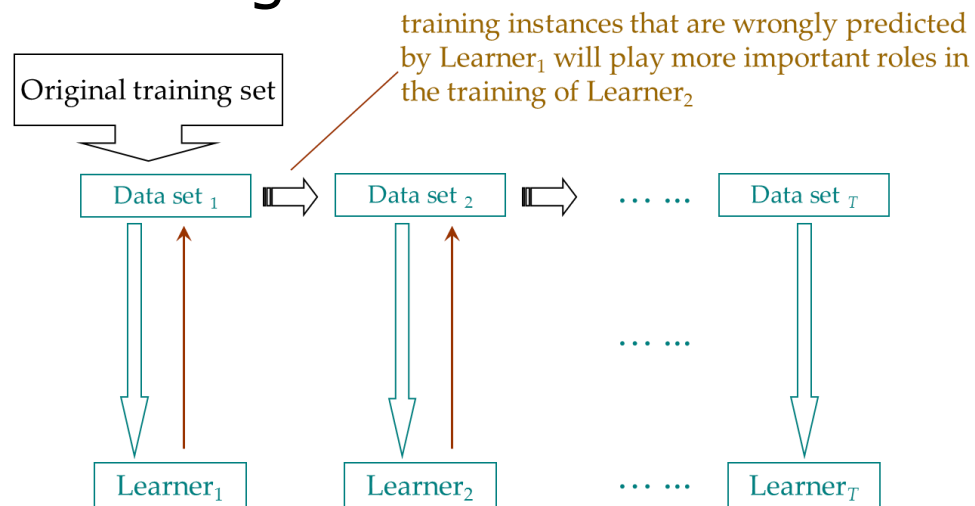 training instances that are wrongly predicted
by Learner₁ will play more important roles in
the training of Learner₂
Original training set
Data set ₁
Data set ₂
… …
Data set T
… …
Learner₁
Learner₂
… …
LearnerT